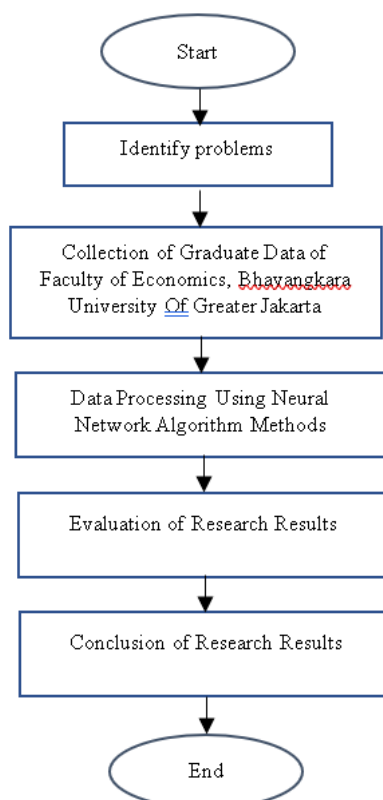 Start
Identify problems
Collection of Graduate Data of
Faculty of Economics, Bhayangkara
University Of Greater Jakarta
Data Processing Using Neural
Network Algorithm Methods
Evaluation of Research Results
Conclusion of Research Results
End